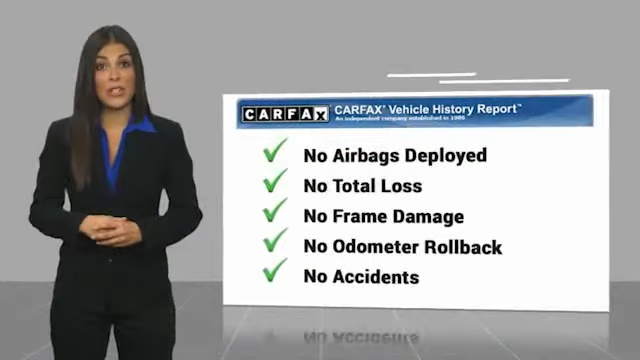 CARFAX CARFAX® Vehicle History Report™
An independent company established in 1986
No Airbags Deployed
No Total Loss
No Frame Damage
No Odometer Rollback
No Accidents